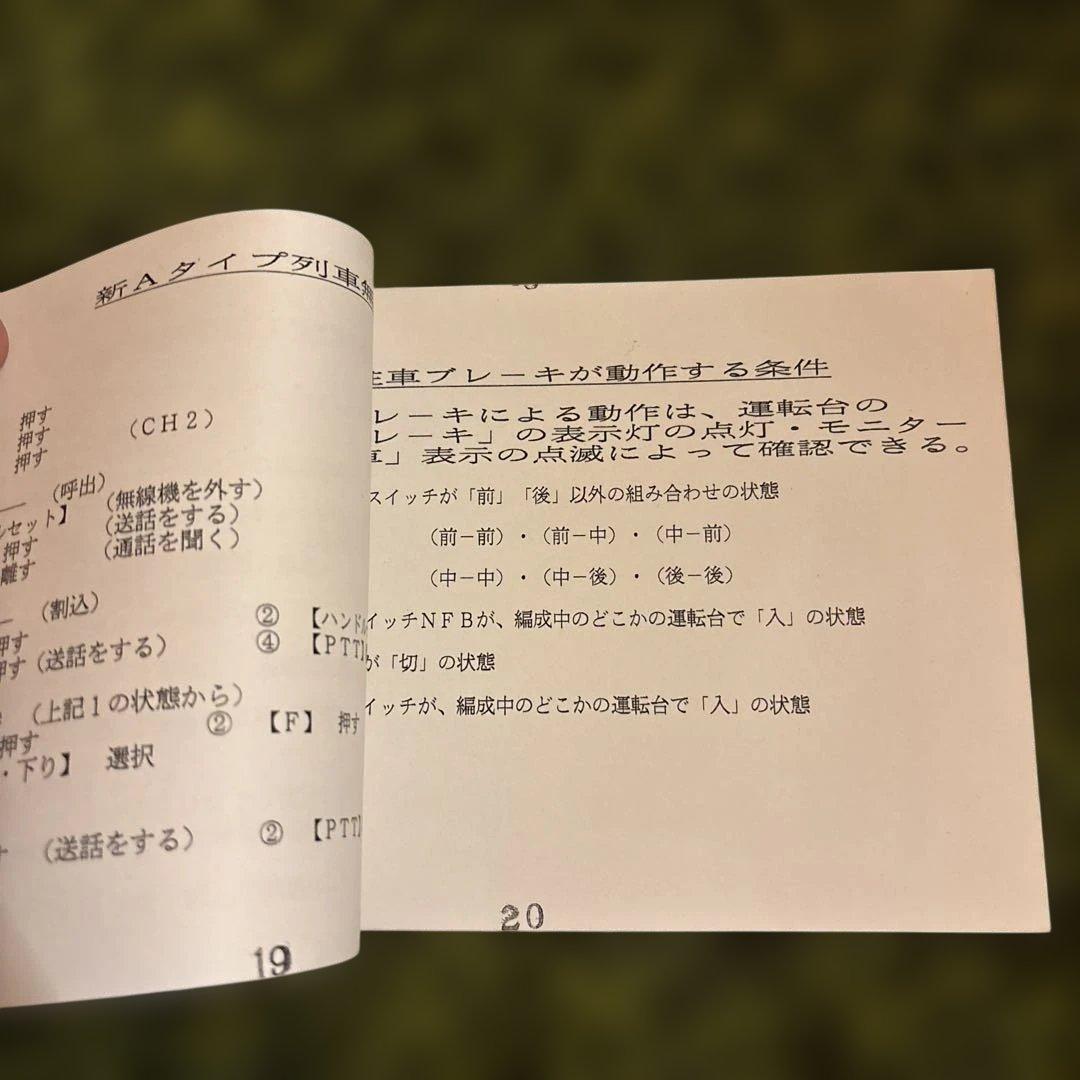 新Aタイプ列車無
押す
押す (CH2)
押す
(呼出)
ルセット】 (無線機を外す)
押す (送話をする)
離す (通話を聞く)
(割込)
押す ② 【ハンドル
押す (送話をする) ④ 【PTT】
(上記1の状態から)
押す ② 【F】 押す
・下り】 選択
(送話をする) ② 【PTT】
19
車ブレーキが動作する条件
レーキによる動作は、運転台の
レーキ」の表示灯の点灯・モニター
車」表示の点滅によって確認できる。
スイッチが「前」「後」以外の組み合わせの状態
(前−前)・(前−中)・(中−前)
(中−中)・(中−後)・(後−後)
イッチNFBが、編成中のどこかの運転台で「入」の状態
が「切」の状態
イッチが、編成中のどこかの運転台で「入」の状態
20